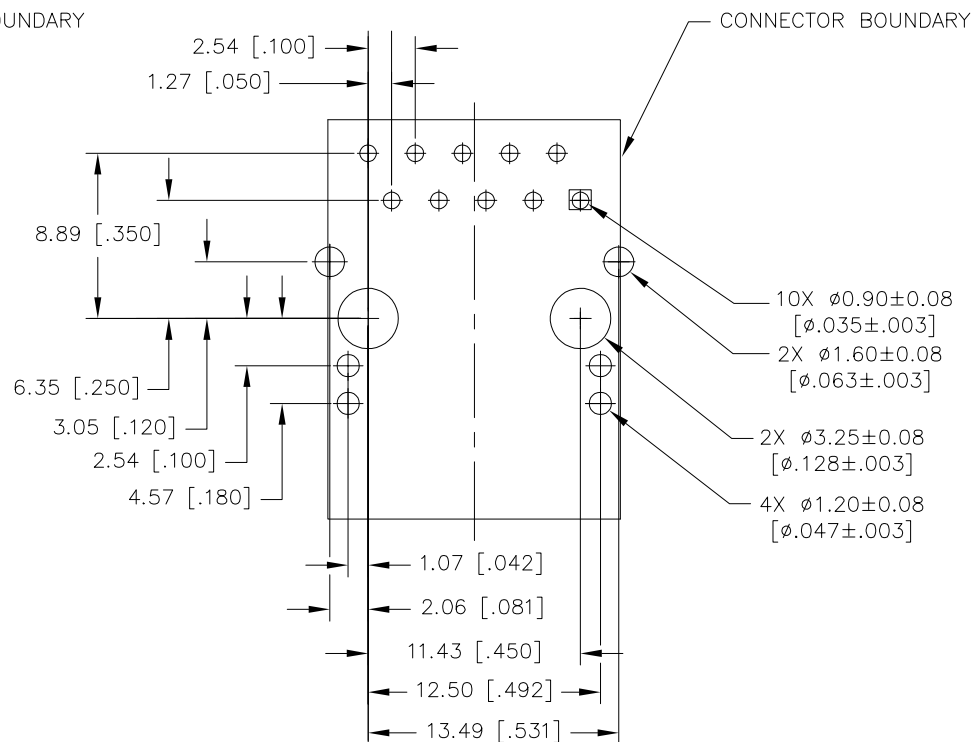 OUNDARY
CONNECTOR BOUNDARY
2.54 [.100]
1.27 [.050]
8.89 [.350]
6.35 [.250]
3.05 [.120]
2.54 [.100]
4.57 [.180]
10X ø0.90±0.08
[ø.035±.003]
2X ø1.60±0.08
[ø.063±.003]
2X ø3.25±0.08
[ø.128±.003]
4X ø1.20±0.08
[ø.047±.003]
1.07 [.042]
2.06 [.081]
11.43 [.450]
12.50 [.492]
13.49 [.531]